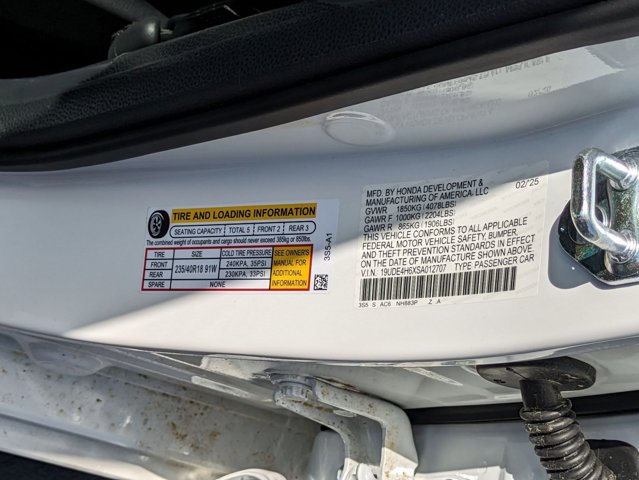 TIRE AND LOADING INFORMATION
SEATING CAPACITY TOTAL 5 FRONT 2 REAR 3
The combined weight of occupants and cargo should never exceed 385kg or 850lbs.
TIRE SIZE COLD TIRE PRESSURE SEE OWNER'S MANUAL FOR ADDITIONAL INFORMATION
FRONT 235/40R18 91W 240KPA, 35PSI
REAR 230KPA, 33PSI
SPARE NONE
3S5-A1
MFD. BY HONDA DEVELOPMENT & 02/25
MANUFACTURING OF AMERICA, LLC
GVWR 1850KG(4078LBS)
GAWR F 1000KG(2204LBS)
GAWR R 865KG(1906LBS)
THIS VEHICLE CONFORMS TO ALL APPLICABLE
FEDERAL MOTOR VEHICLE SAFETY, BUMPER,
AND THEFT PREVENTION STANDARDS IN EFFECT
ON THE DATE OF MANUFACTURE SHOWN ABOVE.
V.I.N. 19UDE4H6XSA012707 TYPE PASSENGER CAR
3S5 S AC6 NH883P Z A